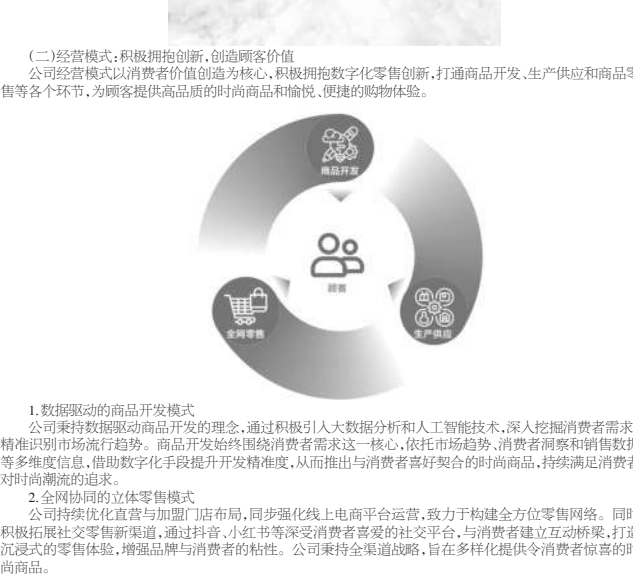 (二)经营模式:积极拥抱创新,创造顾客价值
公司经营模式以消费者价值创造为核心,积极拥抱数字化零售创新,打通商品开发、生产供应和商品零
售等各个环节,为顾客提供高品质的时尚商品和愉悦、便捷的购物体验。
商品开发
顾客
全网零售
生产供应
1.数据驱动的商品开发模式
公司秉持数据驱动商品开发的理念,通过积极引入大数据分析和人工智能技术,深入挖掘消费者需求
精准识别市场流行趋势。商品开发始终围绕消费者需求这一核心,依托市场趋势、消费者洞察和销售数据
等多维度信息,借助数字化手段提升开发精准度,从而推出与消费者喜好契合的时尚商品,持续满足消费者
对时尚潮流的追求。
2.全网协同的立体零售模式
公司持续优化直营与加盟门店布局,同步强化线上电商平台运营,致力于构建全方位零售网络。同时
积极拓展社交零售新渠道,通过抖音、小红书等深受消费者喜爱的社交平台,与消费者建立互动桥梁,打造
沉浸式的零售体验,增强品牌与消费者的粘性。公司秉持全渠道战略,旨在多样化提供令消费者惊喜的时
尚商品。